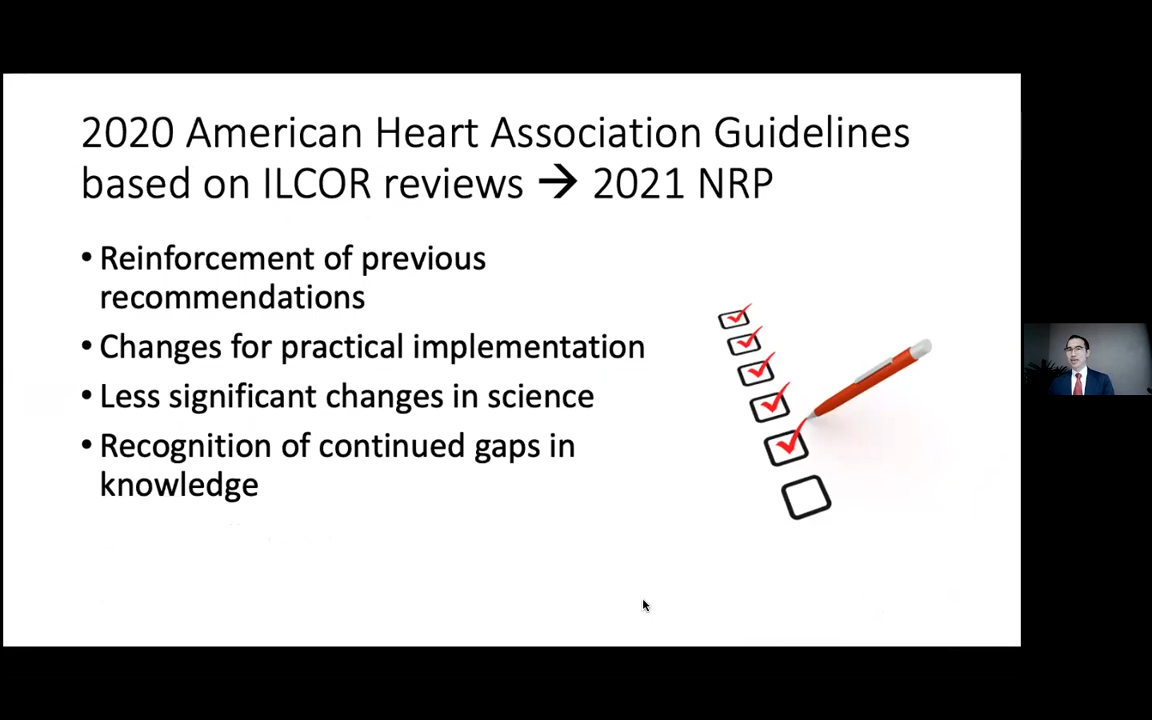 2020 American Heart Association Guidelines
based on ILCOR reviews → 2021 NRP
• Reinforcement of previous
recommendations
• Changes for practical implementation
• Less significant changes in science
• Recognition of continued gaps in
knowledge